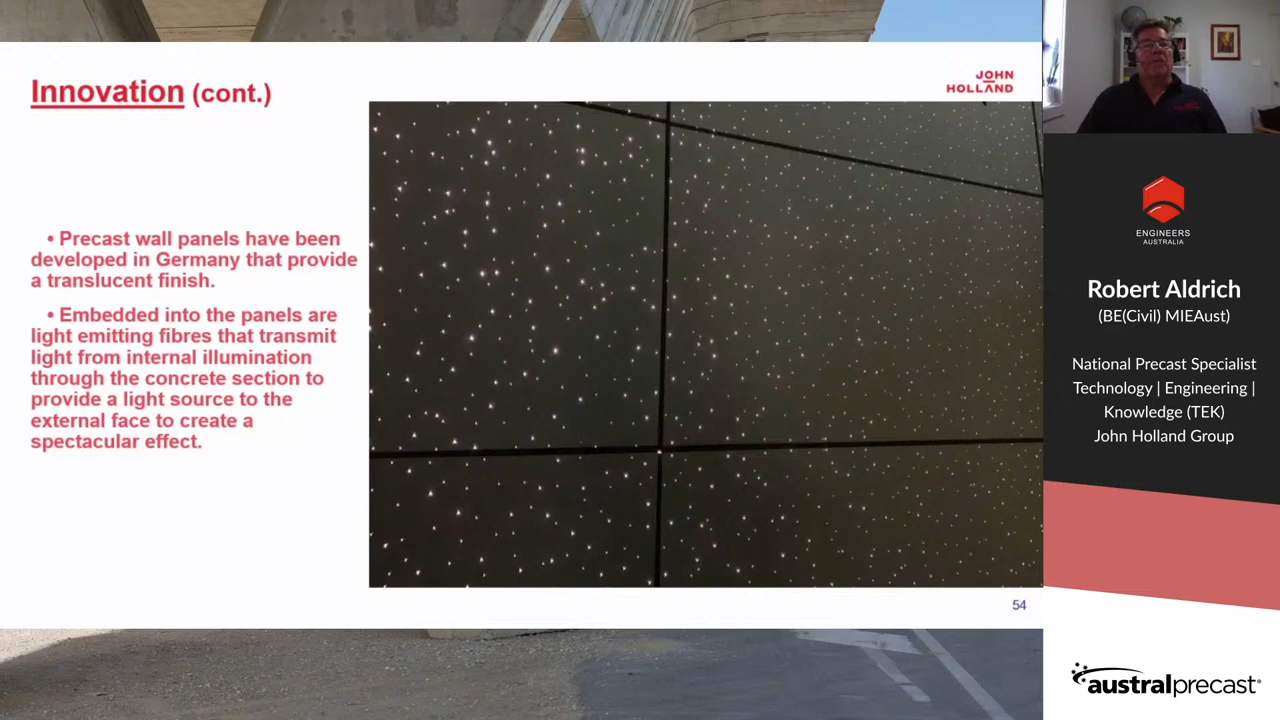 Innovation (cont.)
JOHN
HOLLAND
• Precast wall panels have been
developed in Germany that provide
a translucent finish.
• Embedded into the panels are
light emitting fibres that transmit
light from internal illumination
through the concrete section to
provide a light source to the
external face to create a
spectacular effect.
54
ENGINEERS
AUSTRALIA
Robert Aldrich
(BE(Civil) MIEAust)
National Precast Specialist
Technology | Engineering |
Knowledge (TEK)
John Holland Group
australprecast®